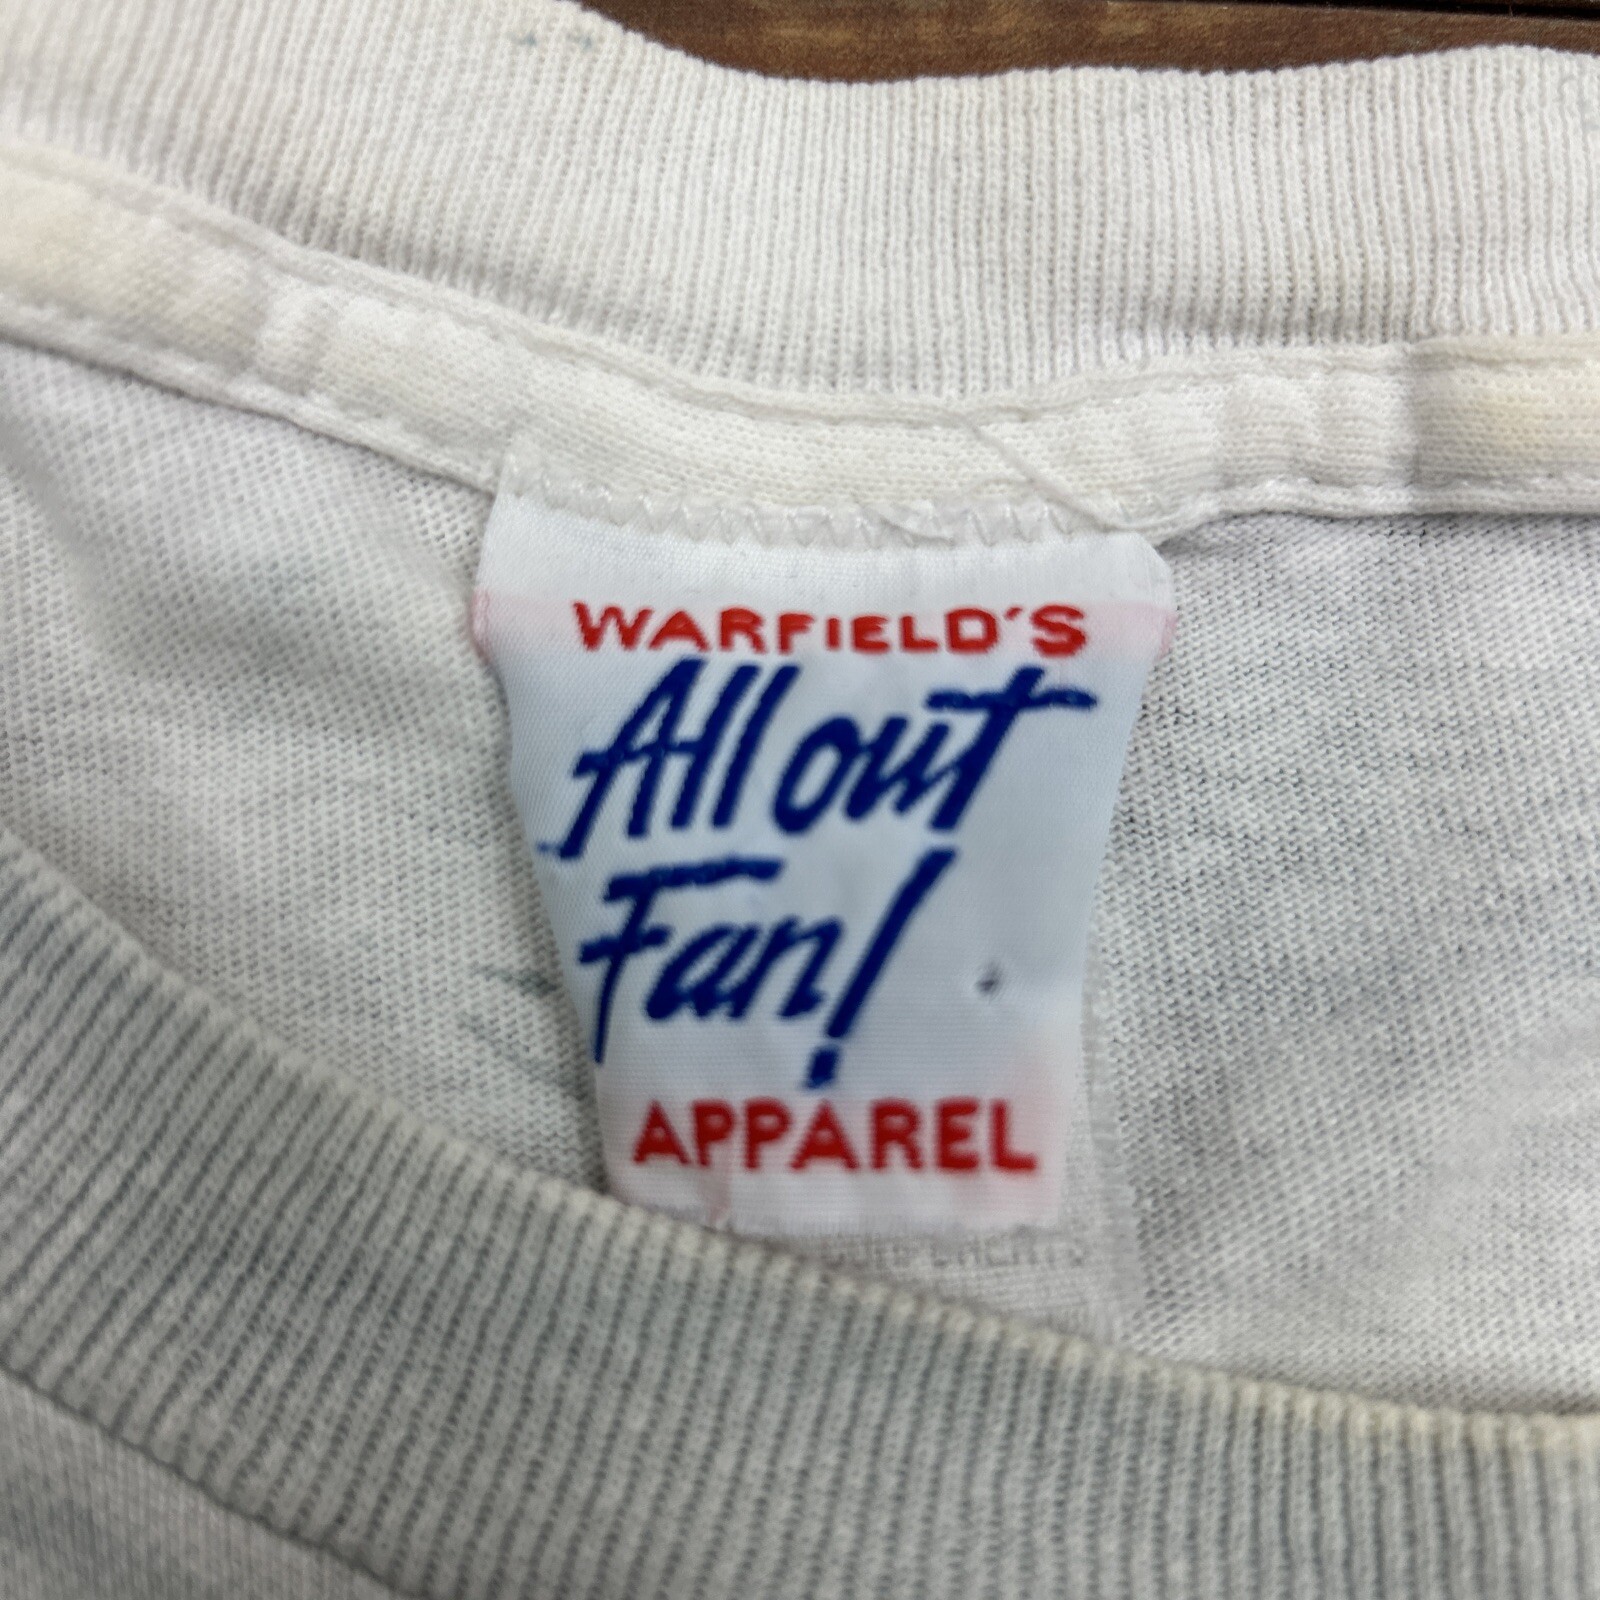 WARFIELD'S
All out
Fan!
APPAREL